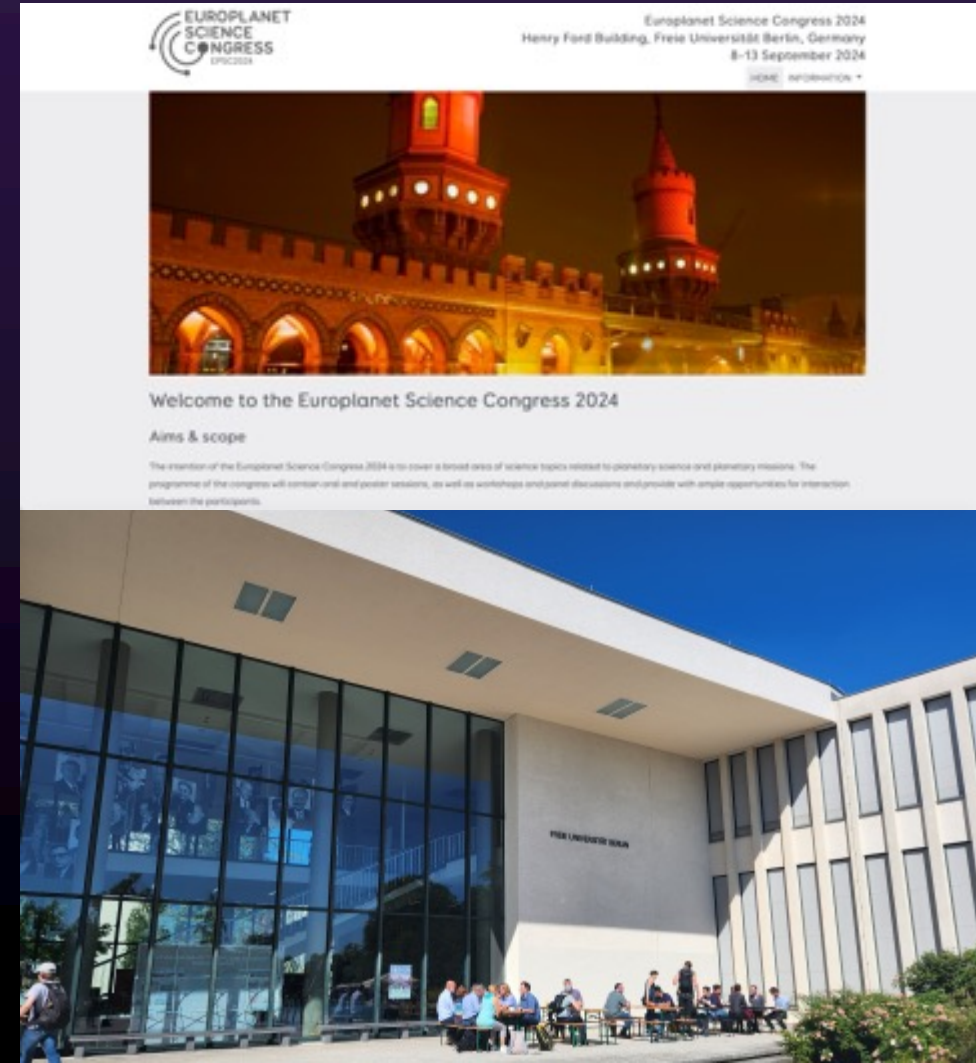 EUROPLANET
SCIENCE
CONGRESS
EPSC2024
Europlanet Science Congress 2024
Henry Ford Building, Freie Universität Berlin, Germany
8–13 September 2024
HOME INFORMATION
Welcome to the Europlanet Science Congress 2024
Aims & scope
The intention of the Europlanet Science Congress 2024 is to cover a broad area of science topics related to planetary science and planetary missions. The
programme of the congress will contain oral and poster sessions, as well as workshops and panel discussions and provide with ample opportunities for interaction
between the participants.
FREIE UNIVERSITÄT BERLIN